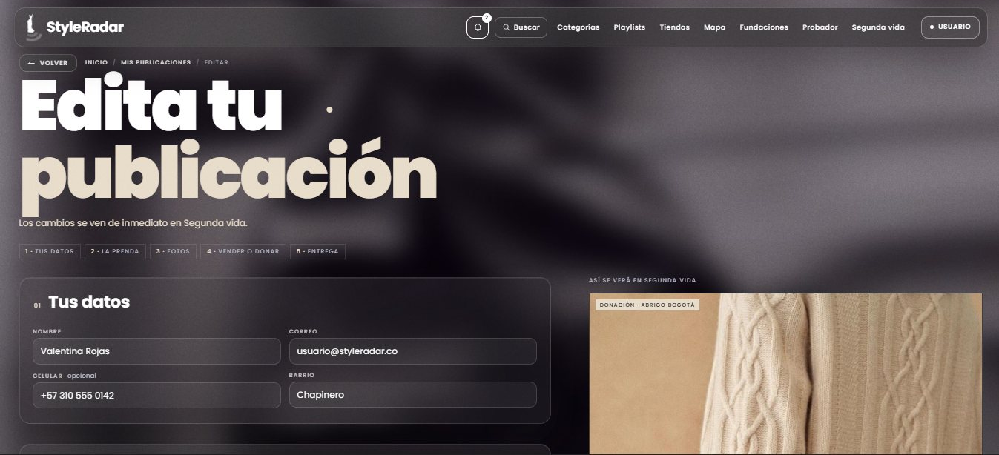 StyleRadar
2
Buscar
Categorías
Playlists
Tiendas
Mapa
Fundaciones
Probador
Segunda vida
USUARIO
← VOLVER
INICIO / MIS PUBLICACIONES / EDITAR
Edita tu
publicación
Los cambios se ven de inmediato en Segunda vida.
1 · TUS DATOS
2 · LA PRENDA
3 · FOTOS
4 · VENDER O DONAR
5 · ENTREGA
01 Tus datos
NOMBRE
Valentina Rojas
CORREO
usuario@styleradar.co
CELULAR opcional
+57 310 555 0142
BARRIO
Chapinero
ASÍ SE VERÁ EN SEGUNDA VIDA
DONACIÓN · ABRIGO BOGOTÁ